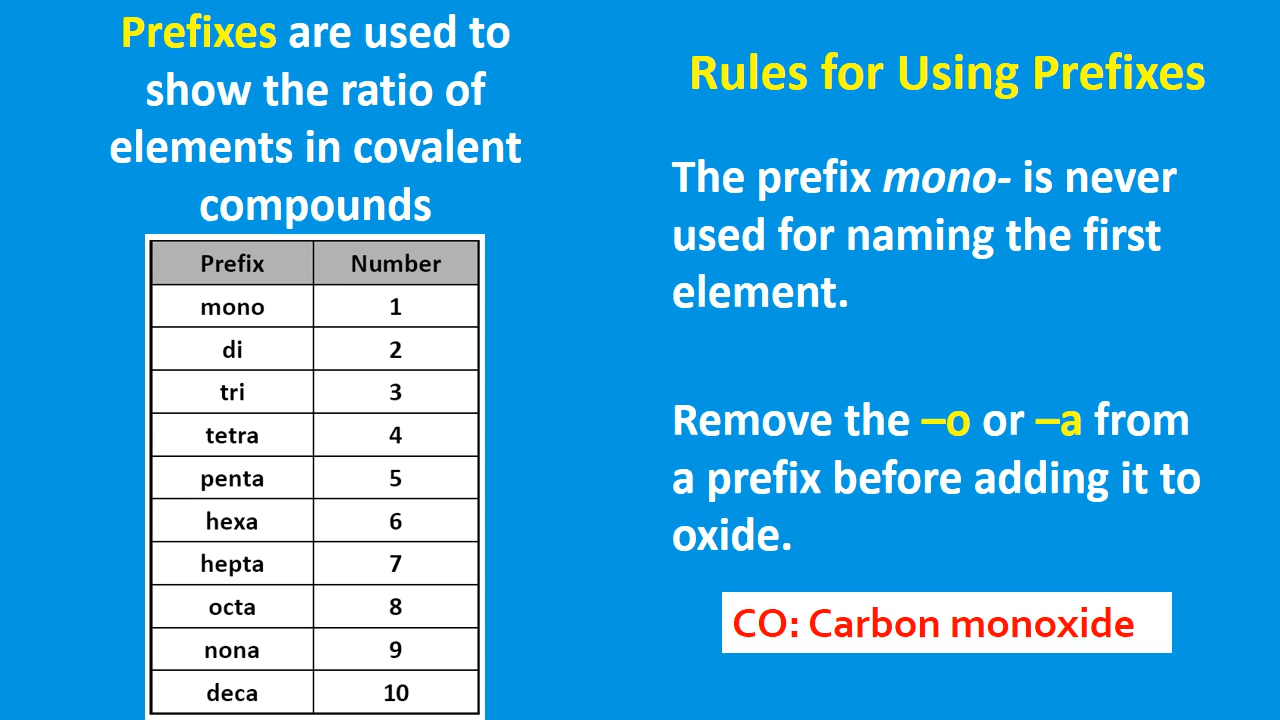 Prefixes are used to
show the ratio of
elements in covalent
compounds
Prefix Number
mono 1
di 2
tri 3
tetra 4
penta 5
hexa 6
hepta 7
octa 8
nona 9
deca 10
Rules for Using Prefixes
The prefix mono- is never
used for naming the first
element.
Remove the –o or –a from
a prefix before adding it to
oxide.
CO: Carbon monoxide